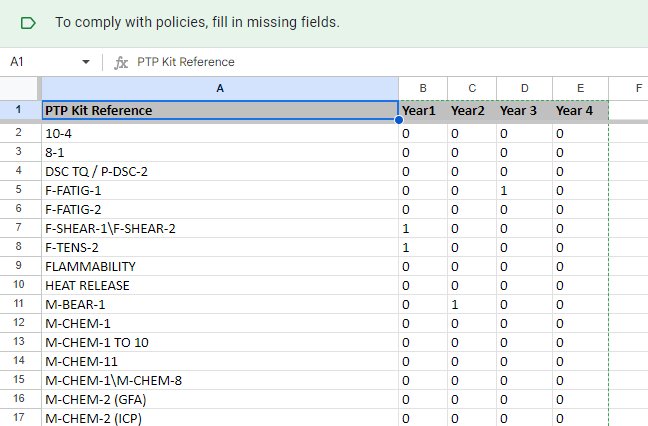 To comply with policies, fill in missing fields.
A1 fx PTP Kit Reference
A B C D E F
1 PTP Kit Reference Year1 Year2 Year 3 Year 4
2 10-4 0 0 0 0
3 8-1 0 0 0 0
4 DSC TQ / P-DSC-2 0 0 0 0
5 F-FATIG-1 0 0 1 0
6 F-FATIG-2 0 0 0 0
7 F-SHEAR-1\F-SHEAR-2 1 0 0 0
8 F-TENS-2 1 0 0 0
9 FLAMMABILITY 0 0 0 0
10 HEAT RELEASE 0 0 0 0
11 M-BEAR-1 0 1 0 0
12 M-CHEM-1 0 0 0 0
13 M-CHEM-1 TO 10 0 0 0 0
14 M-CHEM-11 0 0 0 0
15 M-CHEM-1\M-CHEM-8 0 0 0 0
16 M-CHEM-2 (GFA) 0 0 0 0
17 M-CHEM-2 (ICP) 0 0 0 0